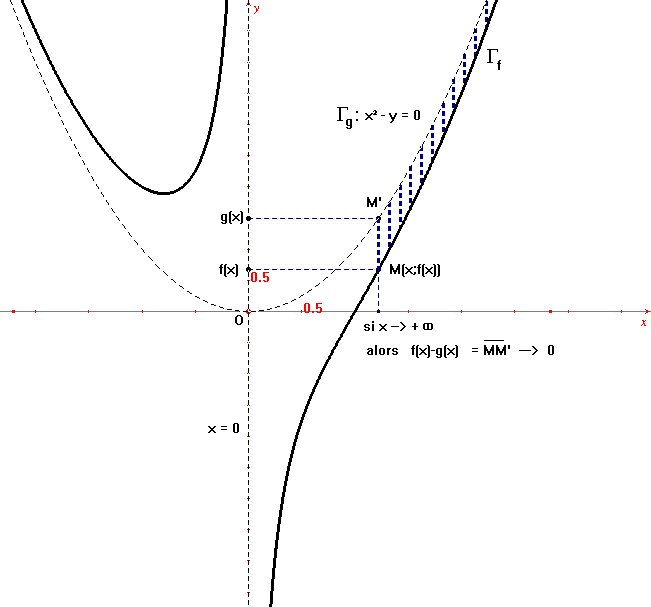 y
Γf
Γg: x² - y = 0
M'
g(x)
f(x)
M(x;f(x))
0.5
0.5
O
x
si x —> + ∞
alors f(x)-g(x) = MM' —> 0
x = 0